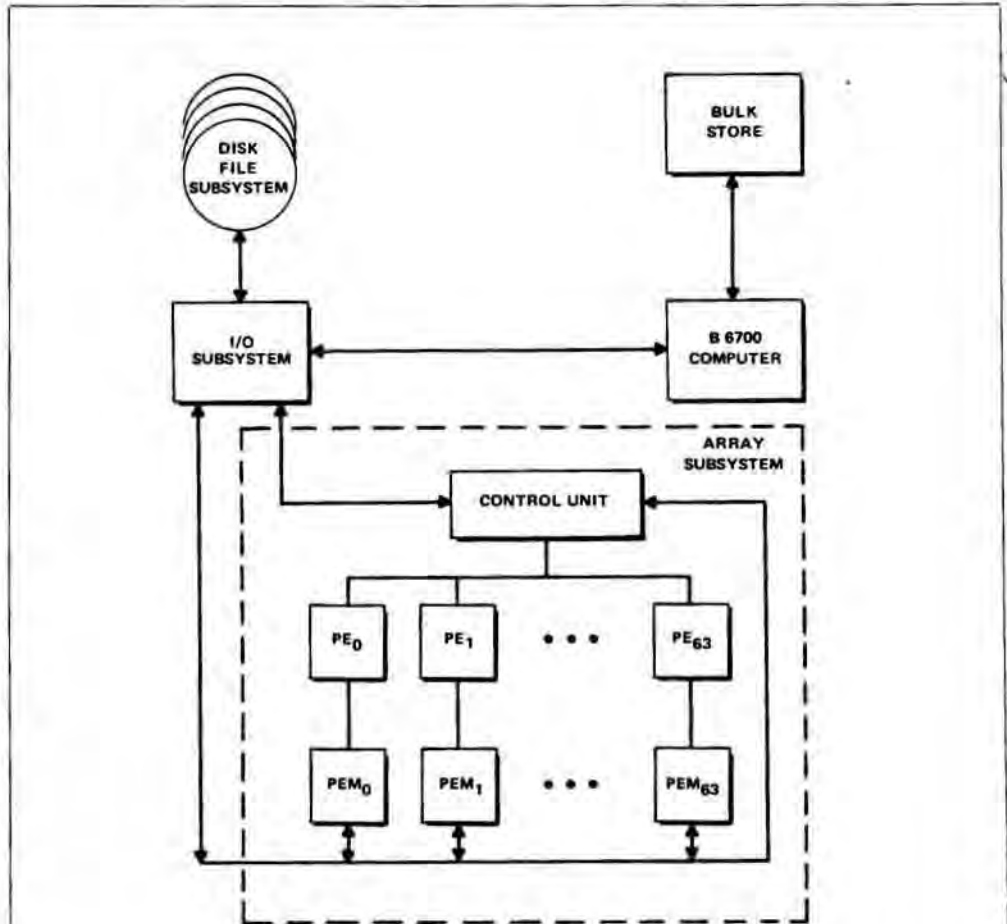 DISK
FILE
SUBSYSTEM
BULK
STORE
I/O
SUBSYSTEM
B 6700
COMPUTER
ARRAY
SUBSYSTEM
CONTROL UNIT
PE0 PE1 • • • PE63
PEM0 PEM1 • • • PEM63